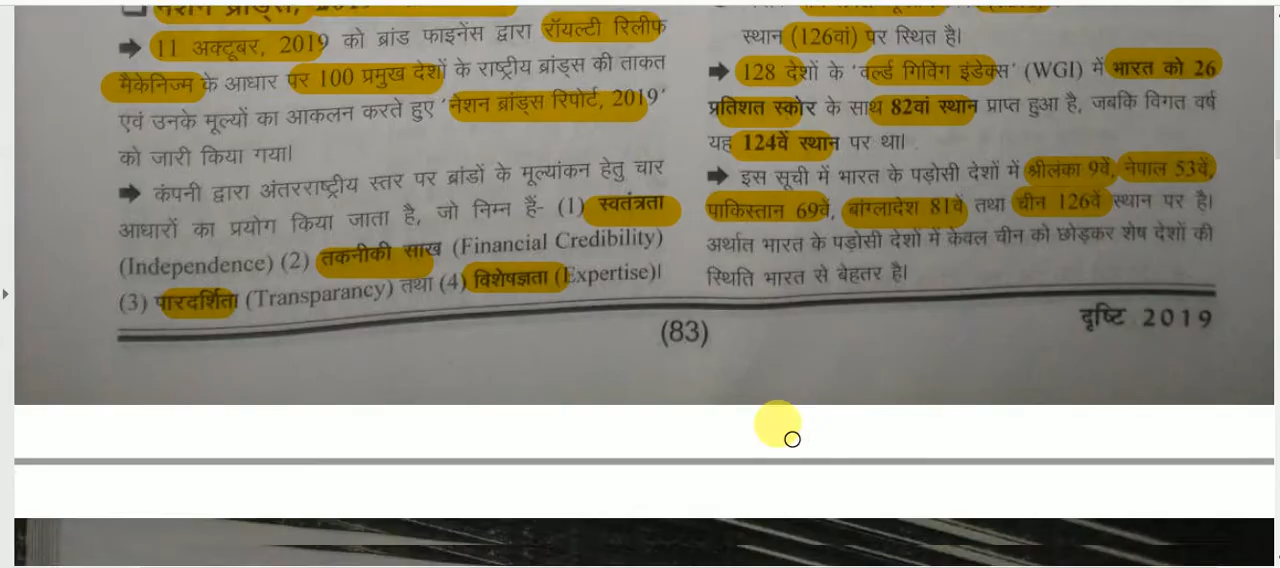 नेशन ब्रांड्स, 2019
➡ 11 अक्टूबर, 2019 को ब्रांड फाइनेंस द्वारा रॉयल्टी रिलीफ
मैकेनिज्म के आधार पर 100 प्रमुख देशों के राष्ट्रीय ब्रांड्स की ताकत
एवं उनके मूल्यों का आकलन करते हुए ‘नेशन ब्रांड्स रिपोर्ट, 2019’
को जारी किया गया।
➡ कंपनी द्वारा अंतरराष्ट्रीय स्तर पर ब्रांडों के मूल्यांकन हेतु चार
आधारों का प्रयोग किया जाता है, जो निम्न हैं- (1) स्वतंत्रता
(Independence) (2) तकनीकी साख (Financial Credibility)
(3) पारदर्शिता (Transparancy) तथा (4) विशेषज्ञता (Expertise)।
स्थान (126वां) पर स्थित है।
➡ 128 देशों के ‘वर्ल्ड गिविंग इंडेक्स’ (WGI) में भारत को 26
प्रतिशत स्कोर के साथ 82वां स्थान प्राप्त हुआ है, जबकि विगत वर्ष
यह 124वें स्थान पर था।
➡ इस सूची में भारत के पड़ोसी देशों में श्रीलंका 9वें, नेपाल 53वें,
पाकिस्तान 69वें, बांग्लादेश 81वें तथा चीन 126वें स्थान पर है।
अर्थात भारत के पड़ोसी देशों में केवल चीन को छोड़कर शेष देशों की
स्थिति भारत से बेहतर है।
(83)
दृष्टि 2019